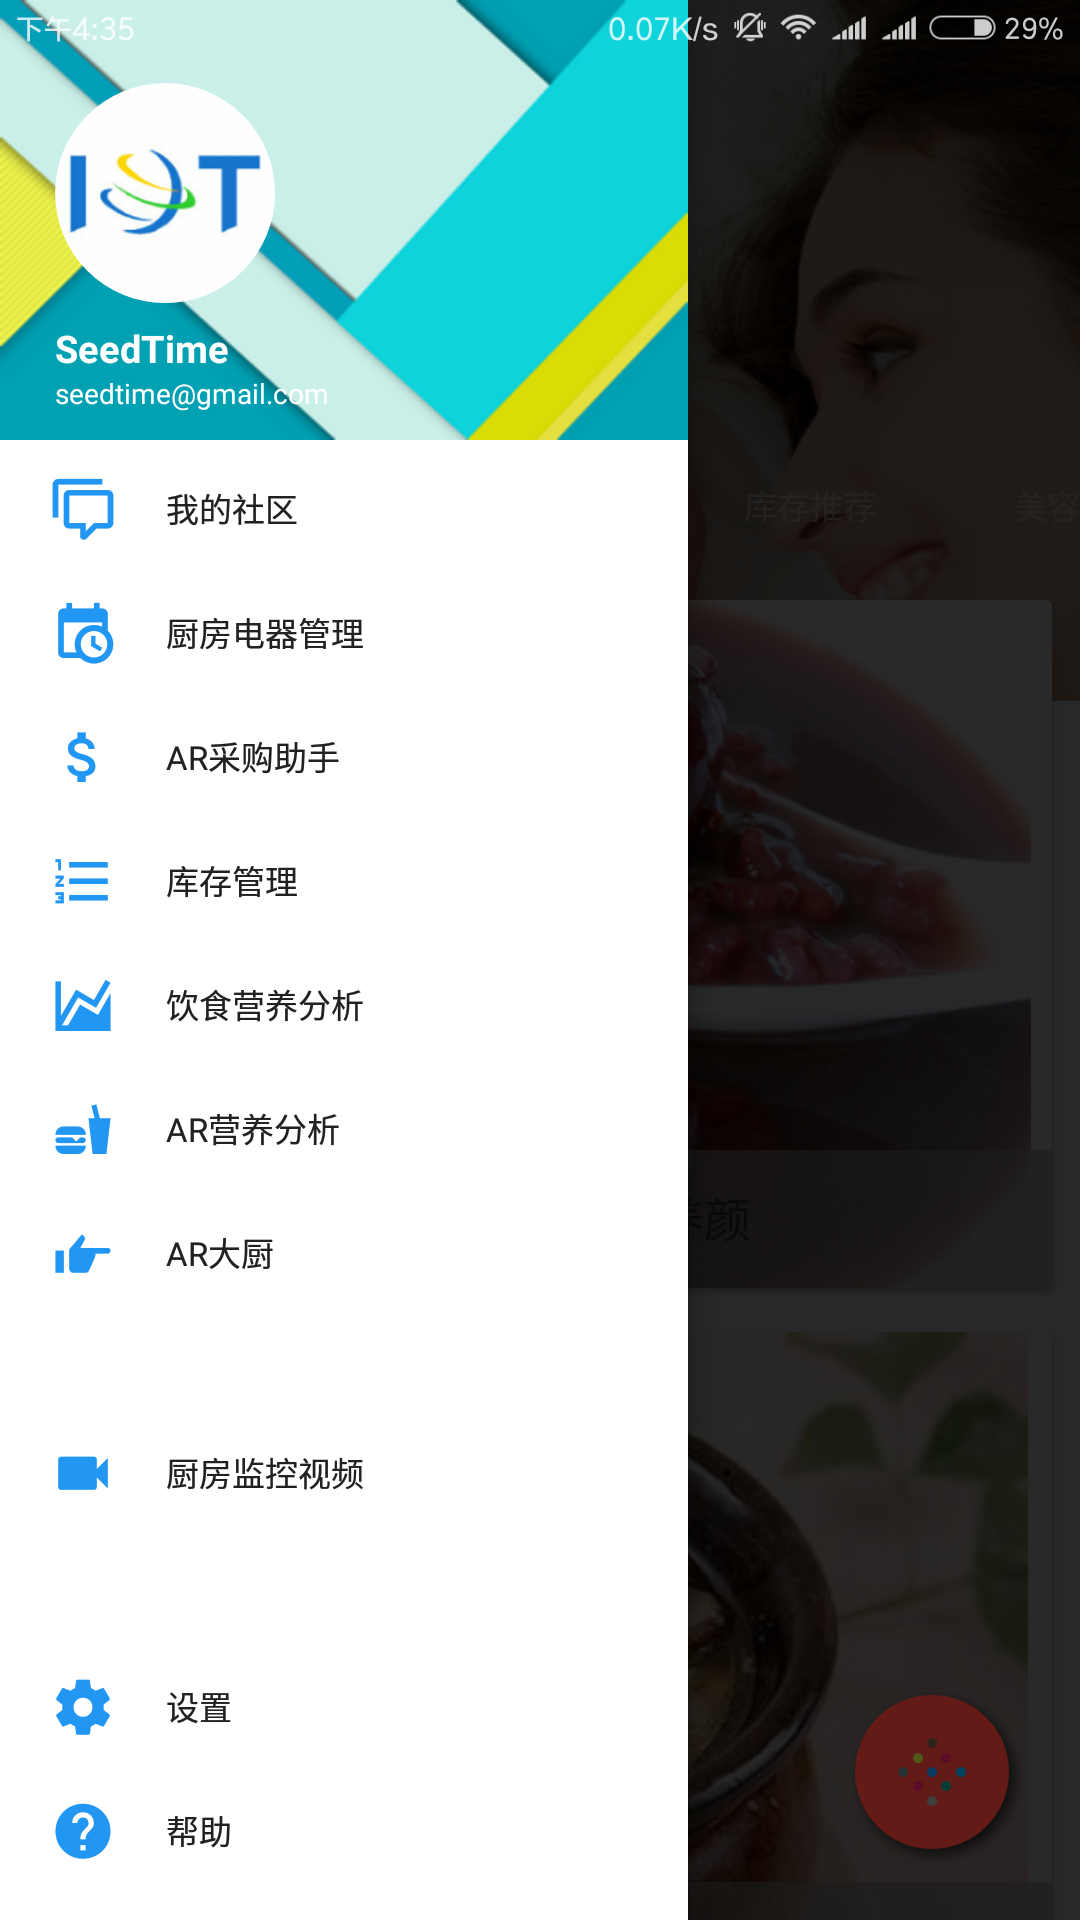 下午4:35
0.07K/s
29%
IOT
SeedTime
seedtime@gmail.com
我的社区
厨房电器管理
AR采购助手
库存管理
饮食营养分析
AR营养分析
AR大厨
厨房监控视频
设置
帮助
库存推荐
美容
养颜